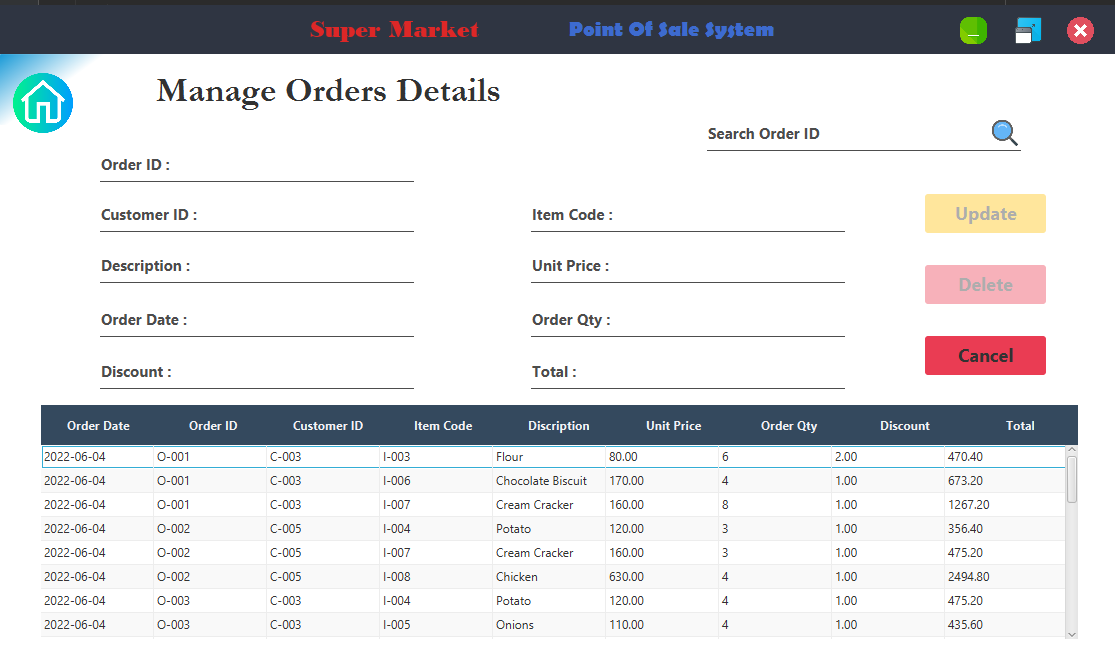 Super Market Point Of Sale System
Manage Orders Details
Search Order ID
Order ID :
Customer ID : Item Code :
Update
Description : Unit Price :
Delete
Order Date : Order Qty :
Cancel
Discount : Total :
Order Date Order ID Customer ID Item Code Discription Unit Price Order Qty Discount Total
2022-06-04 O-001 C-003 I-003 Flour 80.00 6 2.00 470.40
2022-06-04 O-001 C-003 I-006 Chocolate Biscuit 170.00 4 1.00 673.20
2022-06-04 O-001 C-003 I-007 Cream Cracker 160.00 8 1.00 1267.20
2022-06-04 O-002 C-005 I-004 Potato 120.00 3 1.00 356.40
2022-06-04 O-002 C-005 I-007 Cream Cracker 160.00 3 1.00 475.20
2022-06-04 O-002 C-005 I-008 Chicken 630.00 4 1.00 2494.80
2022-06-04 O-003 C-003 I-004 Potato 120.00 4 1.00 475.20
2022-06-04 O-003 C-003 I-005 Onions 110.00 4 1.00 435.60